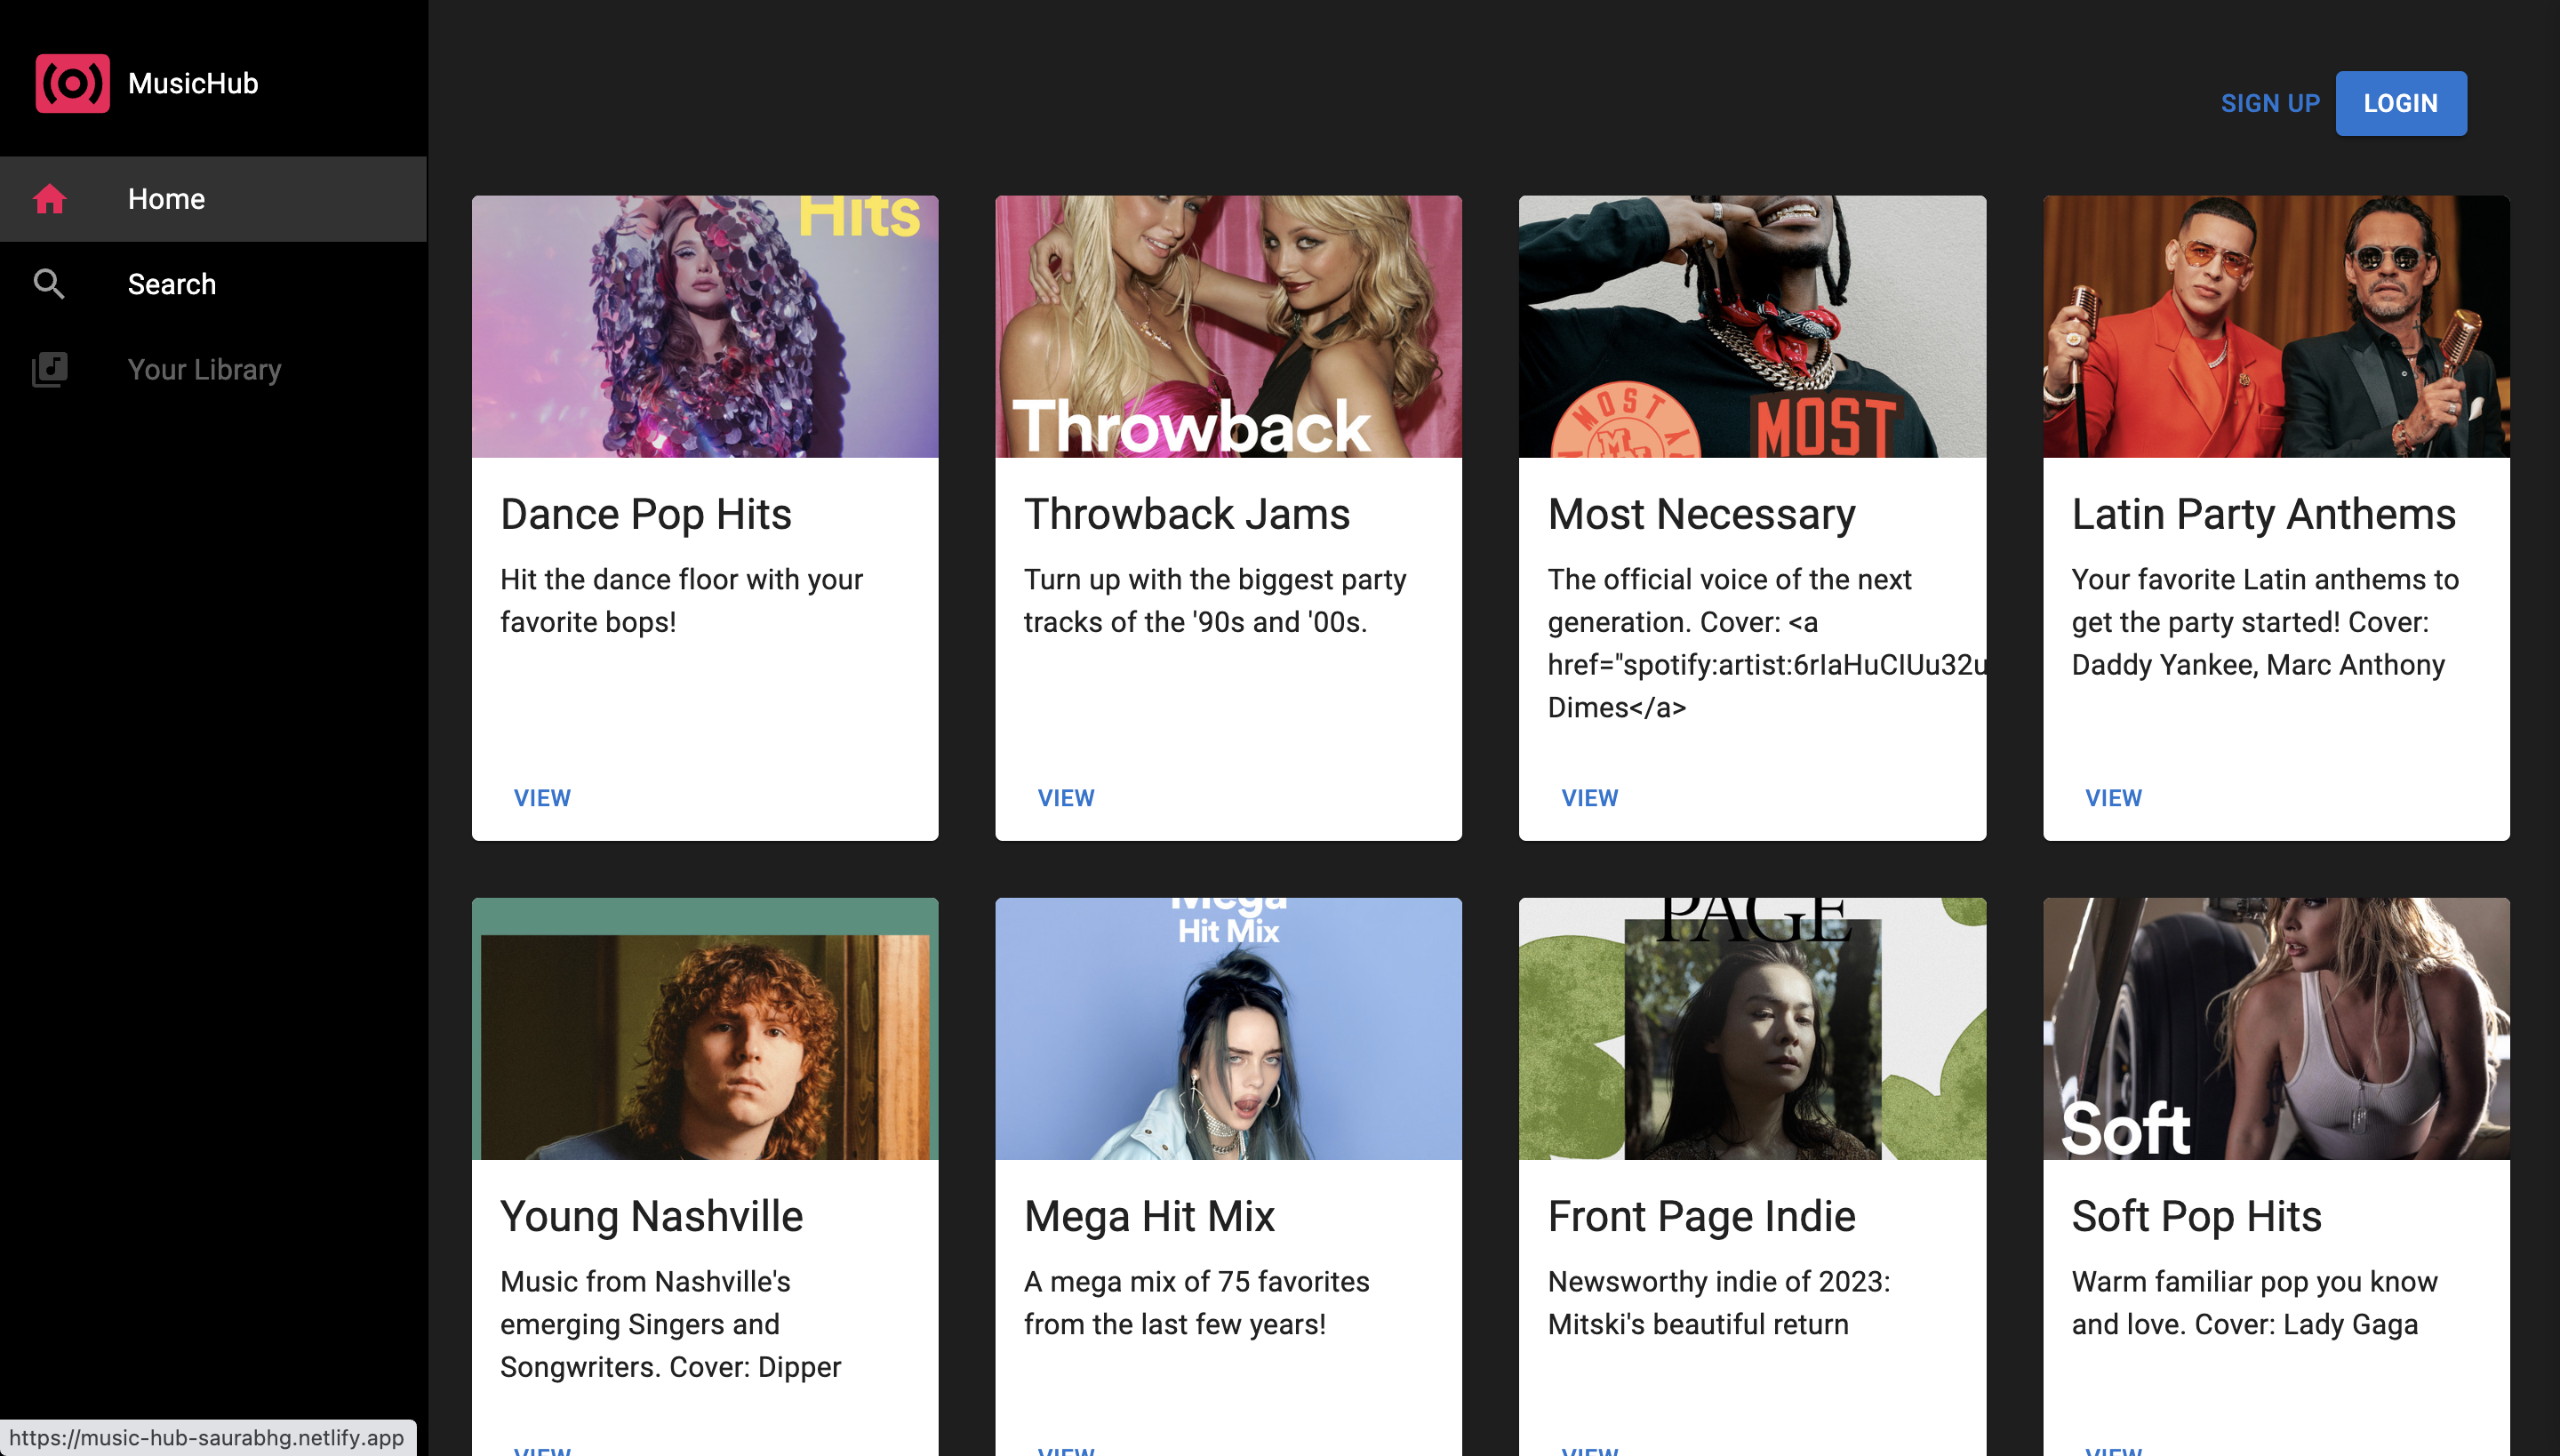 MusicHub
Home
Search
Your Library
SIGN UP
LOGIN
Hits
Throwback
MOST
MOST
Dance Pop Hits
Hit the dance floor with your
favorite bops!
VIEW
Throwback Jams
Turn up with the biggest party
tracks of the '90s and '00s.
VIEW
Most Necessary
The official voice of the next
generation. Cover: <a
href="spotify:artist:6rIaHuCIUu32u
Dimes</a>
VIEW
Latin Party Anthems
Your favorite Latin anthems to
get the party started! Cover:
Daddy Yankee, Marc Anthony
VIEW
Mega
Hit Mix
PAGE
Soft
Young Nashville
Music from Nashville's
emerging Singers and
Songwriters. Cover: Dipper
VIEW
Mega Hit Mix
A mega mix of 75 favorites
from the last few years!
VIEW
Front Page Indie
Newsworthy indie of 2023:
Mitski's beautiful return
VIEW
Soft Pop Hits
Warm familiar pop you know
and love. Cover: Lady Gaga
VIEW
https://music-hub-saurabhg.netlify.app